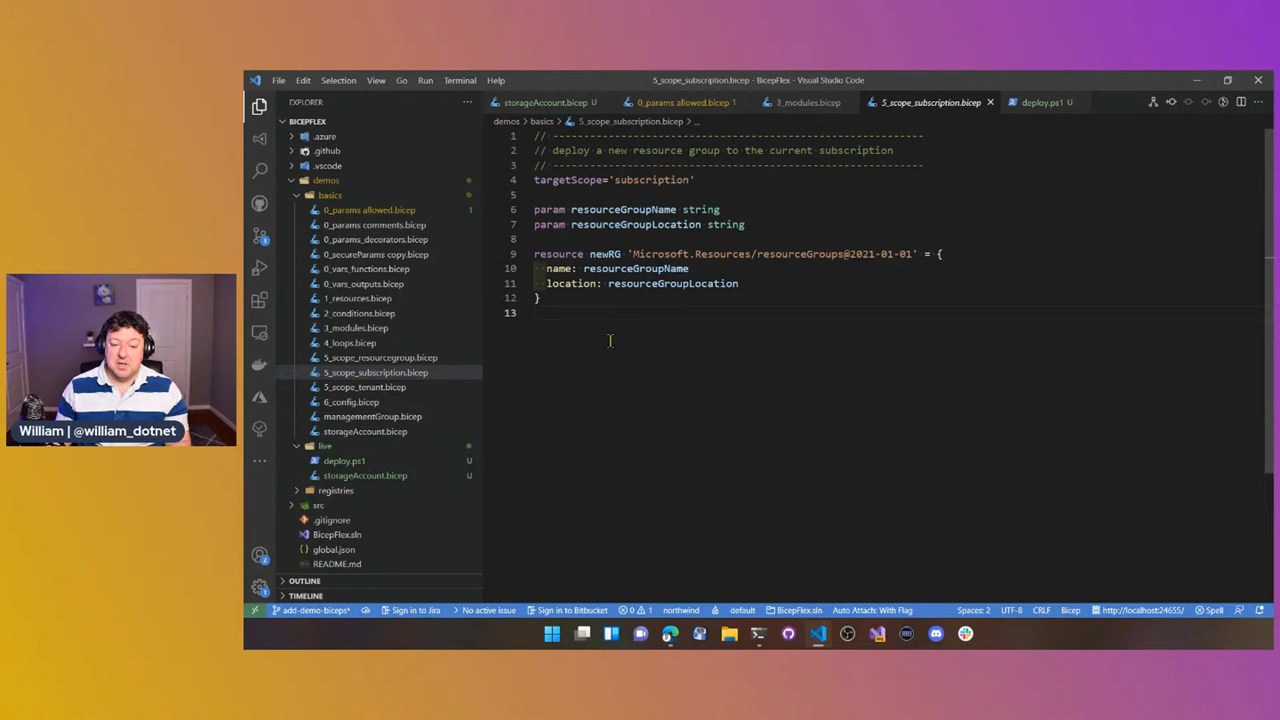 File Edit Selection View Go Run Terminal Help
5_scope_subscription.bicep - BicepFlex - Visual Studio Code
EXPLORER
storageAccount.bicep U
0_params allowed.bicep 1
3_modules.bicep
5_scope_subscription.bicep
deploy.ps1 U
demos > basics > 5_scope_subscription.bicep > ...
BICEPFLEX
.azure
.github
.vscode
demos
basics
0_params allowed.bicep 1
0_params comments.bicep
0_params_decorators.bicep
0_secureParams copy.bicep
0_vars_functions.bicep
0_vars_outputs.bicep
1_resources.bicep
2_conditions.bicep
3_modules.bicep
4_loops.bicep
5_scope_resourcegroup.bicep
5_scope_subscription.bicep
5_scope_tenant.bicep
6_config.bicep
managementGroup.bicep
storageAccount.bicep
live
deploy.ps1 U
storageAccount.bicep U
registries
src
.gitignore
BicepFlex.sln
global.json
README.md
OUTLINE
TIMELINE
1 // ------------------------------------------------------------
2 // deploy a new resource group to the current subscription
3 // ------------------------------------------------------------
4 targetScope='subscription'
5
6 param resourceGroupName string
7 param resourceGroupLocation string
8
9 resource newRG 'Microsoft.Resources/resourceGroups@2021-01-01' = {
10 name: resourceGroupName
11 location: resourceGroupLocation
12 }
13
William | @william_dotnet
add-demo-biceps* Sign in to Jira No active issue Sign in to Bitbucket 0 1 northwind default BicepFlex.sln Auto Attach: With Flag Spaces: 2 UTF-8 CRLF Bicep http://localhost:24655/ Spell